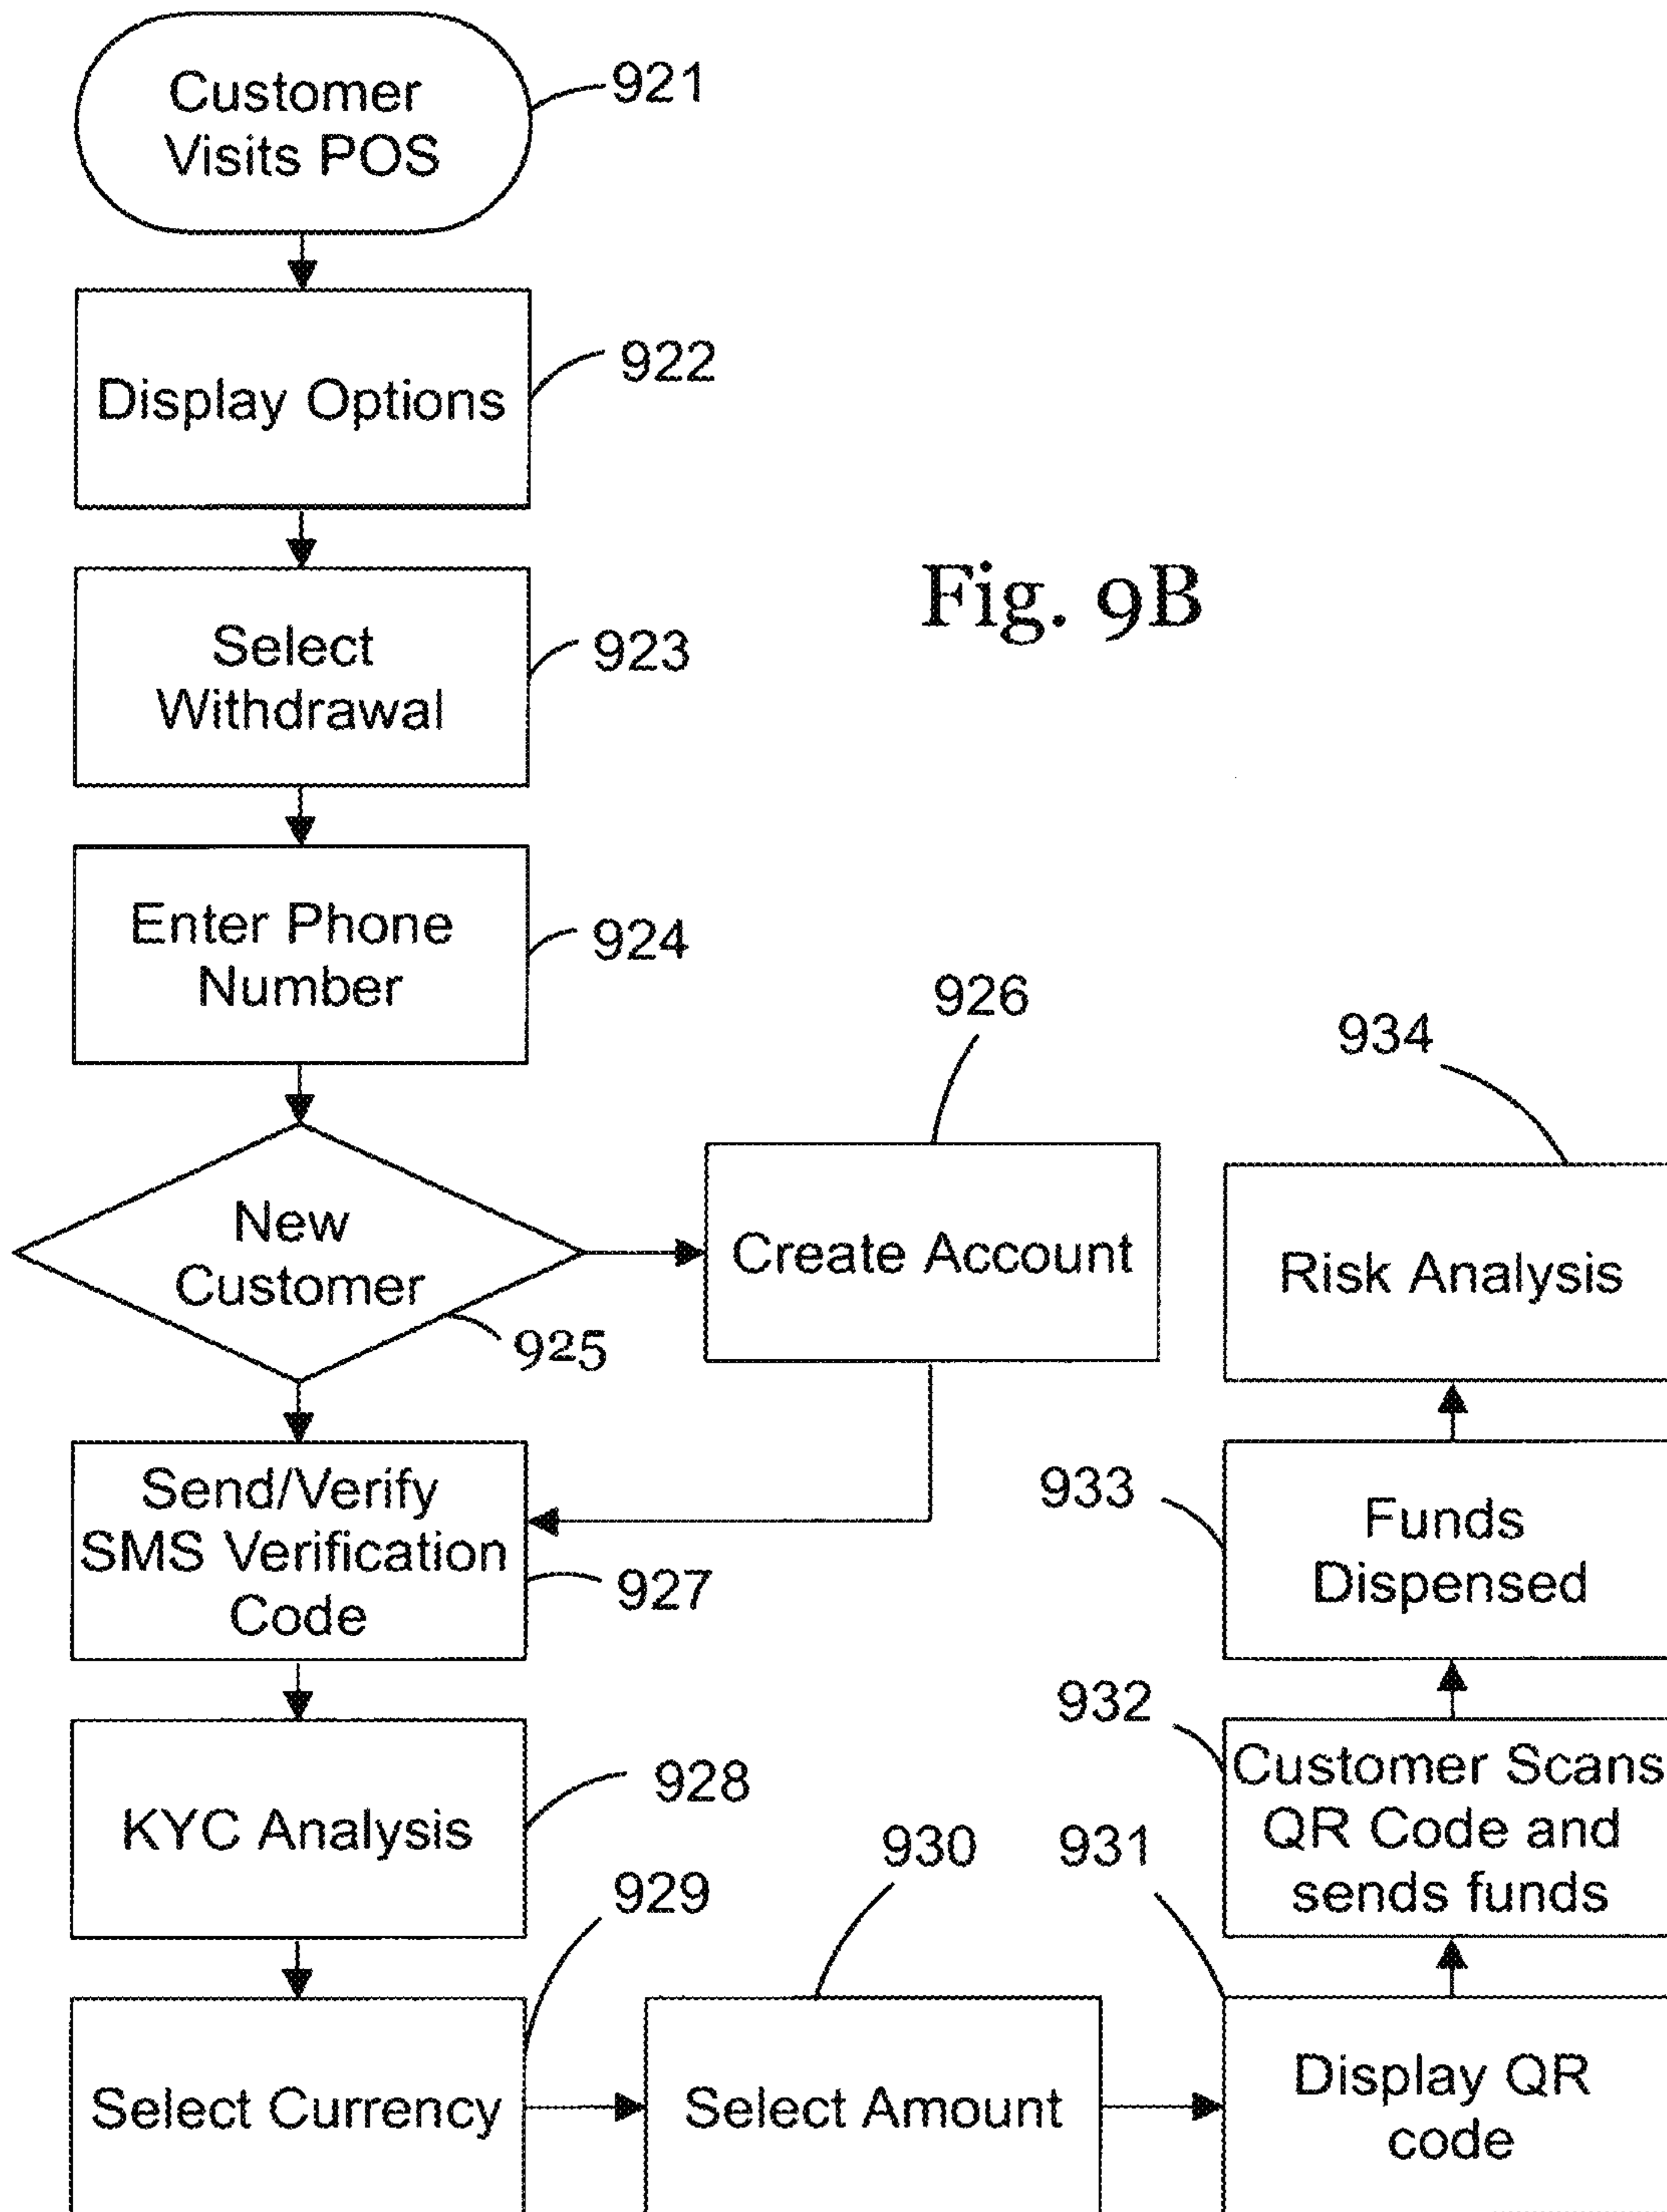 Customer
Visits POS
921
Display Options
922
Fig. 9B
Select
Withdrawal
923
Enter Phone
Number
924
New
Customer
925
Create Account
926
Send/Verify
SMS Verification
Code
927
KYC Analysis
928
Select Currency
929
Select Amount
930
Display QR
code
931
Customer Scans
QR Code and
sends funds
932
Funds
Dispensed
933
Risk Analysis
934